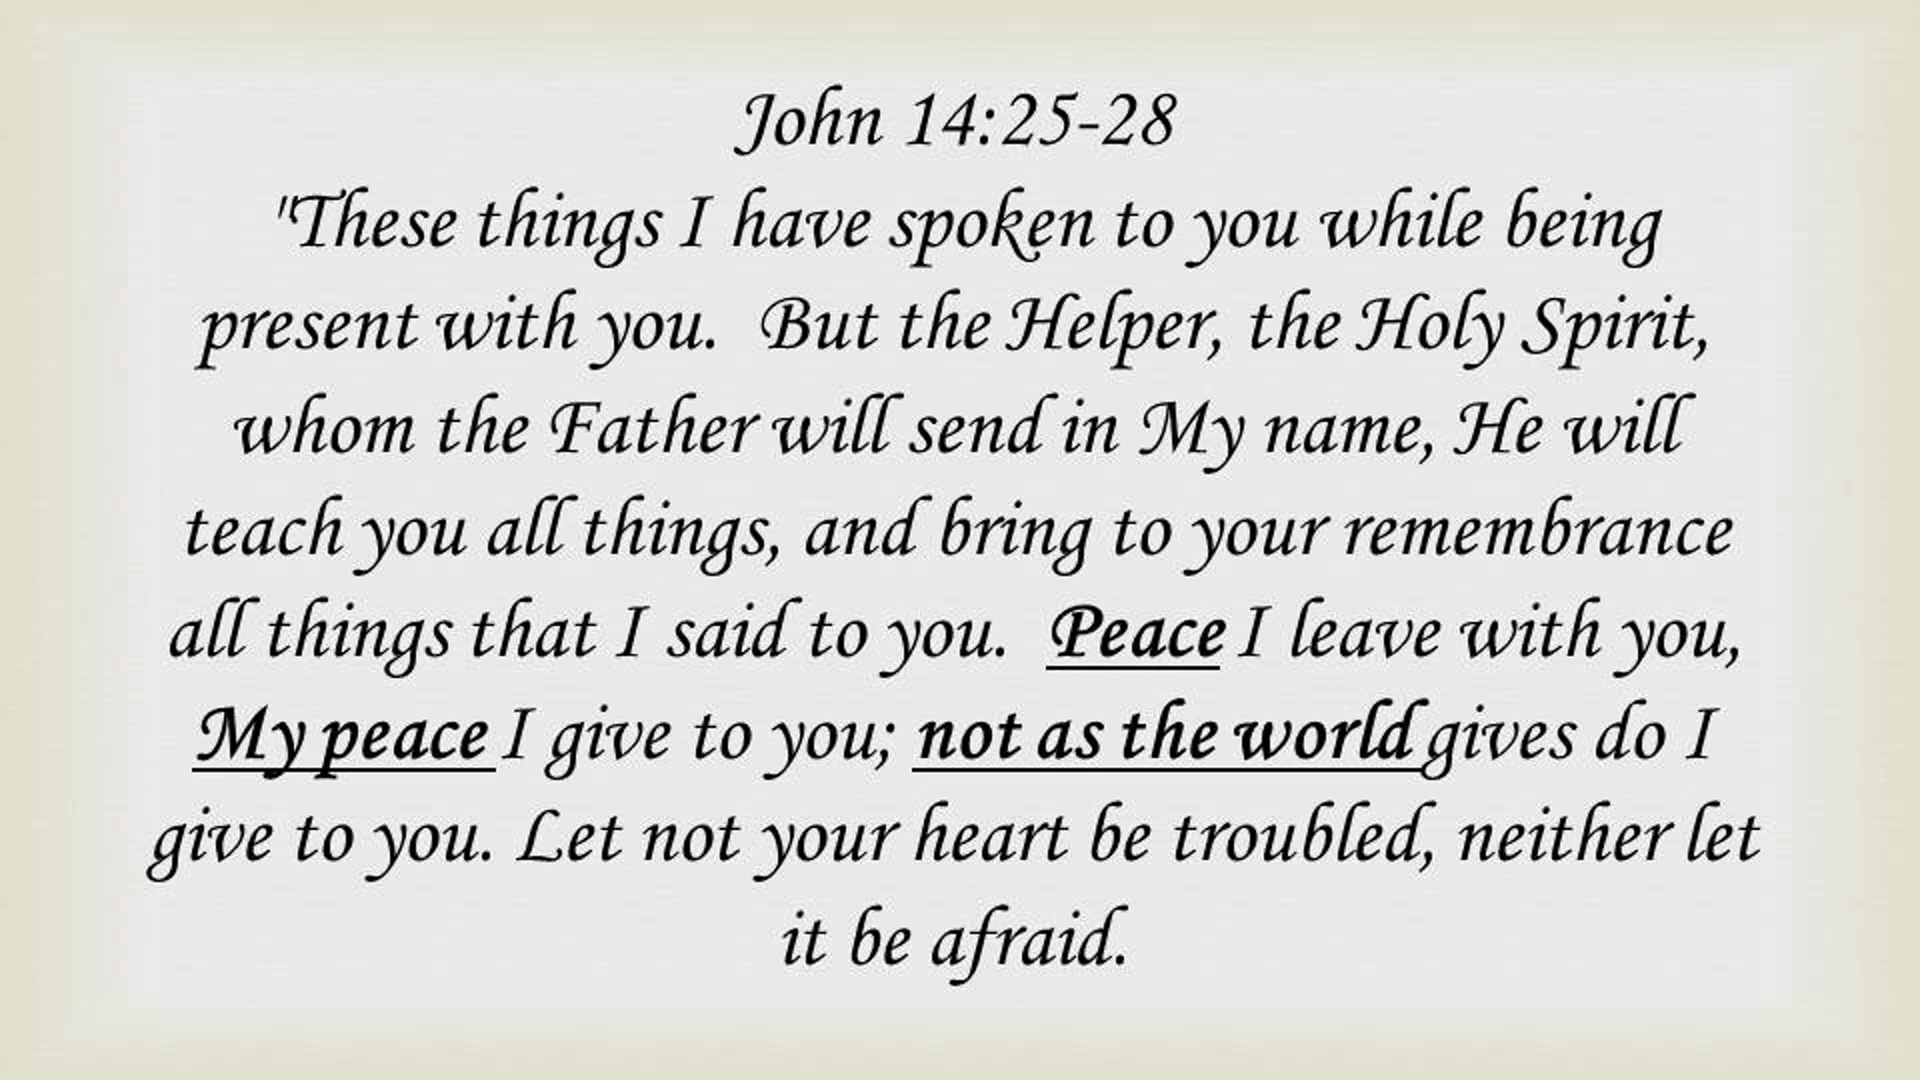 John 14:25-28
"These things I have spoken to you while being
present with you.  But the Helper, the Holy Spirit,
whom the Father will send in My name, He will
teach you all things, and bring to your remembrance
all things that I said to you.  Peace I leave with you,
My peace I give to you; not as the world gives do I
give to you. Let not your heart be troubled, neither let
it be afraid.